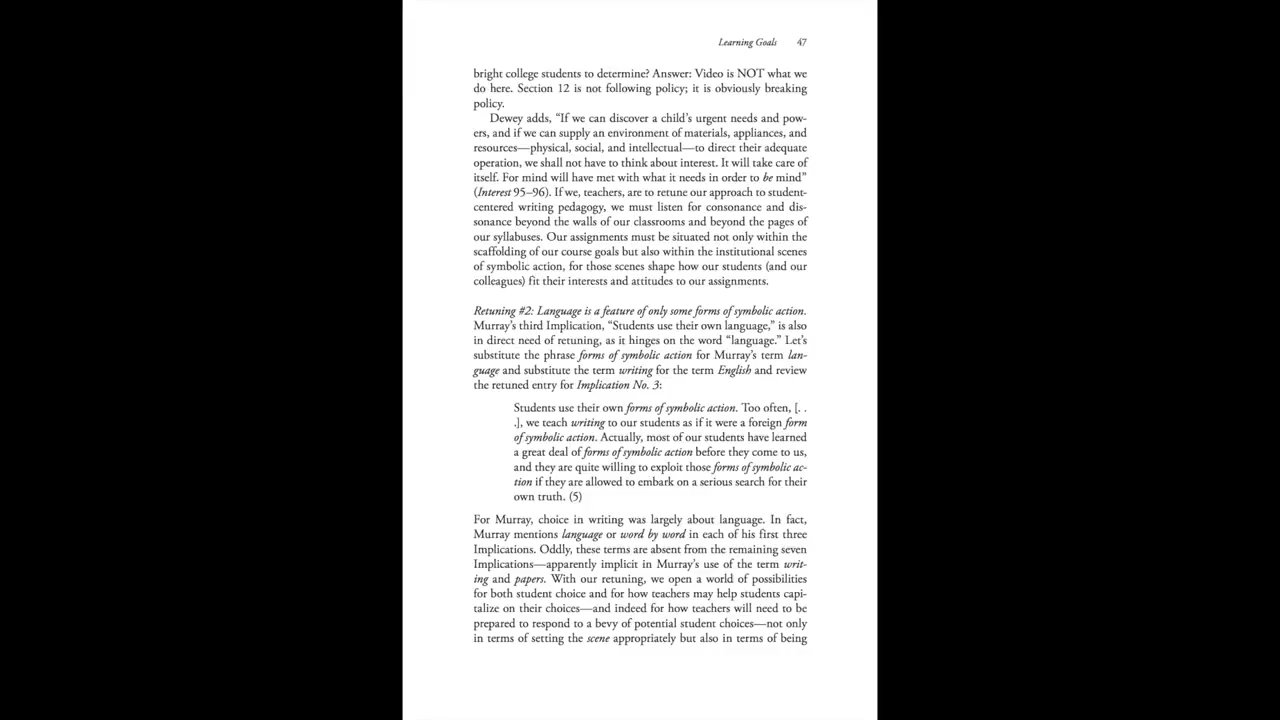 Learning Goals 47
bright college students to determine? Answer: Video is NOT what we
do here. Section 12 is not following policy; it is obviously breaking
policy.
Dewey adds, “If we can discover a child’s urgent needs and pow-
ers, and if we can supply an environment of materials, appliances, and
resources—physical, social, and intellectual—to direct their adequate
operation, we shall not have to think about interest. It will take care of
itself. For mind will have met with what it needs in order to be mind”
(Interest 95–96). If we, teachers, are to retune our approach to student-
centered writing pedagogy, we must listen for consonance and dis-
sonance beyond the walls of our classrooms and beyond the pages of
our syllabuses. Our assignments must be situated not only within the
scaffolding of our course goals but also within the institutional scenes
of symbolic action, for those scenes shape how our students (and our
colleagues) fit their interests and attitudes to our assignments.
Retuning #2: Language is a feature of only some forms of symbolic action.
Murray’s third Implication, “Students use their own language,” is also
in direct need of retuning, as it hinges on the word “language.” Let’s
substitute the phrase forms of symbolic action for Murray’s term lan-
guage and substitute the term writing for the term English and review
the retuned entry for Implication No. 3:
Students use their own forms of symbolic action. Too often, [. .
.], we teach writing to our students as if it were a foreign form
of symbolic action. Actually, most of our students have learned
a great deal of forms of symbolic action before they come to us,
and they are quite willing to exploit those forms of symbolic ac-
tion if they are allowed to embark on a serious search for their
own truth. (5)
For Murray, choice in writing was largely about language. In fact,
Murray mentions language or word by word in each of his first three
Implications. Oddly, these terms are absent from the remaining seven
Implications—apparently implicit in Murray’s use of the term writ-
ing and papers. With our retuning, we open a world of possibilities
for both student choice and for how teachers may help students capi-
talize on their choices—and indeed for how teachers will need to be
prepared to respond to a bevy of potential student choices—not only
in terms of setting the scene appropriately but also in terms of being